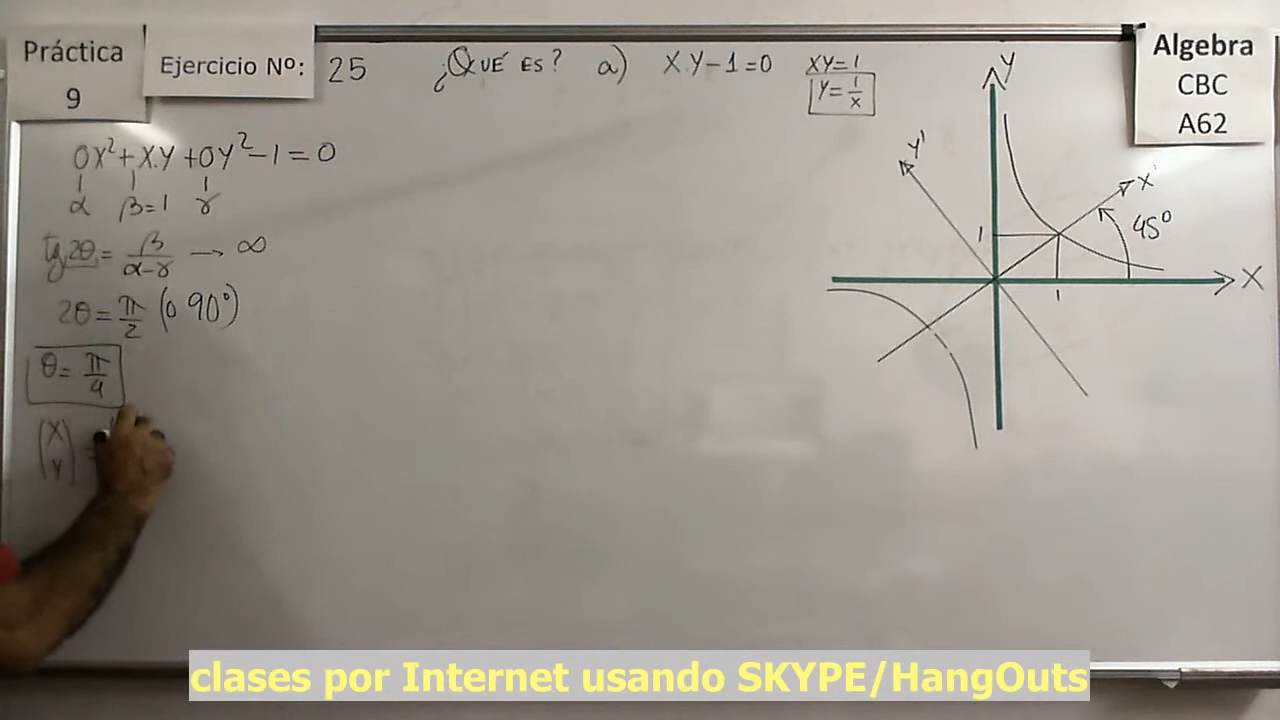 Práctica
9
Ejercicio Nº: 25
¿QUÉ ES? a) X.Y-1=0
XY=1
Y=1/X
Algebra
CBC
A62
0X²+X.Y+0Y²-1=0
α β=1 γ
tg 2θ = β/(α-γ) → ∞
2θ = π/2 (o 90°)
θ = π/4
(X Y) =
Y
Y'
X'
45°
1
X
1
clases por Internet usando SKYPE/HangOuts